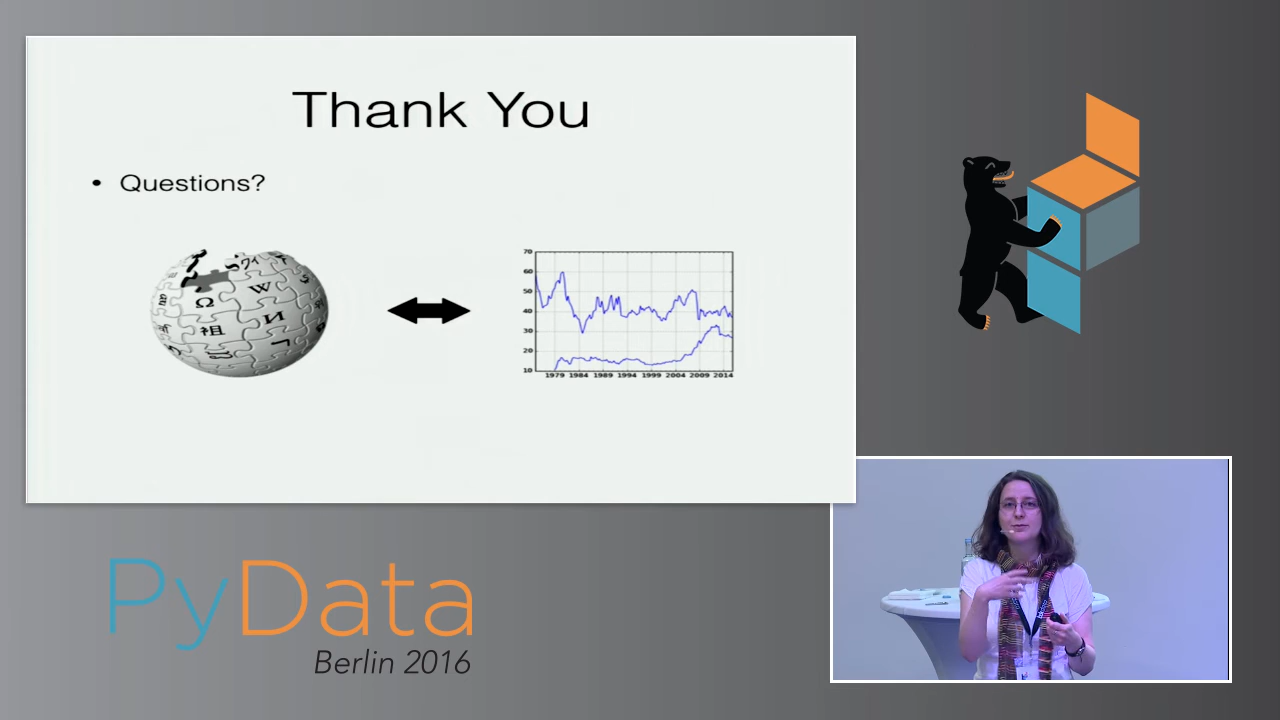 Thank You
• Questions?
Ω
W
祖
И
70
60
50
40
30
20
10
1979 1984 1989 1994 1999 2004 2009 2014
PyData
Berlin 2016